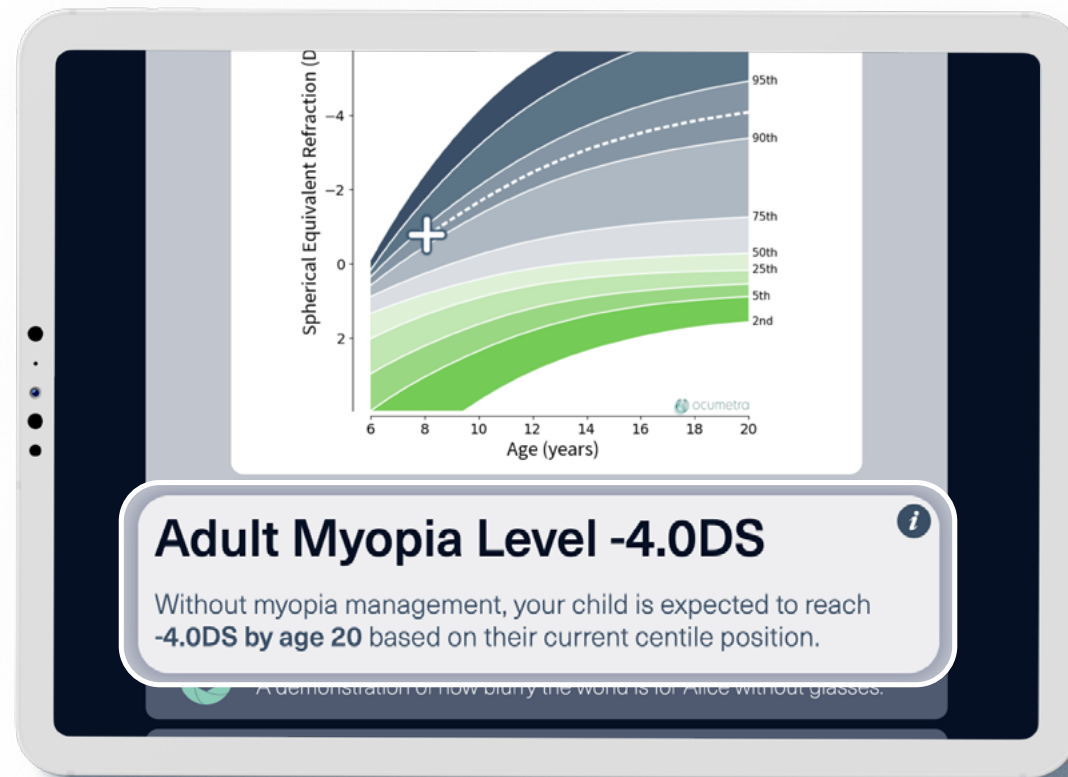 Spherical Equivalent Refraction (D
−4
−2
0
2
95th
90th
75th
50th
25th
5th
2nd
ocumetra
6 8 10 12 14 16 18 20
Age (years)
Adult Myopia Level -4.0DS
i
Without myopia management, your child is expected to reach
-4.0DS by age 20 based on their current centile position.
A demonstration of how blurry the world is for Alice without glasses.